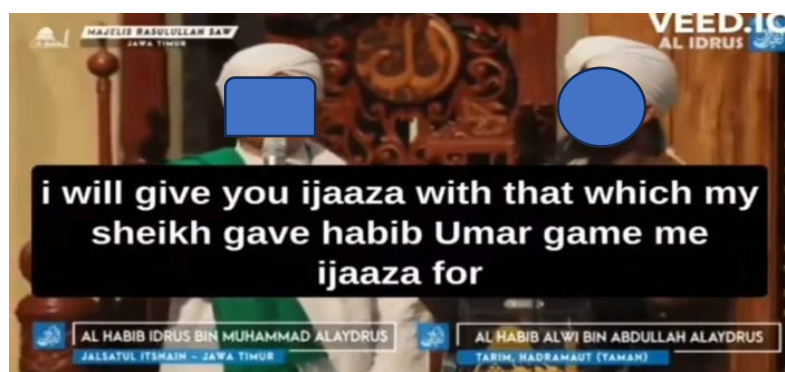 MAJELIS RASULULLAH SAW
JAWA TIMUR
VEED.IO
AL IDRUS
i will give you ijaaza with that which my
sheikh gave habib Umar game me
ijaaza for
AL HABIB IDRUS BIN MUHAMMAD ALAYDRUS
JALSATUL ITSNAIN - JAWA TIMUR
AL HABIB ALWI BIN ABDULLAH ALAYDRUS
TARIM, HADRAMAUT (YAMAN)